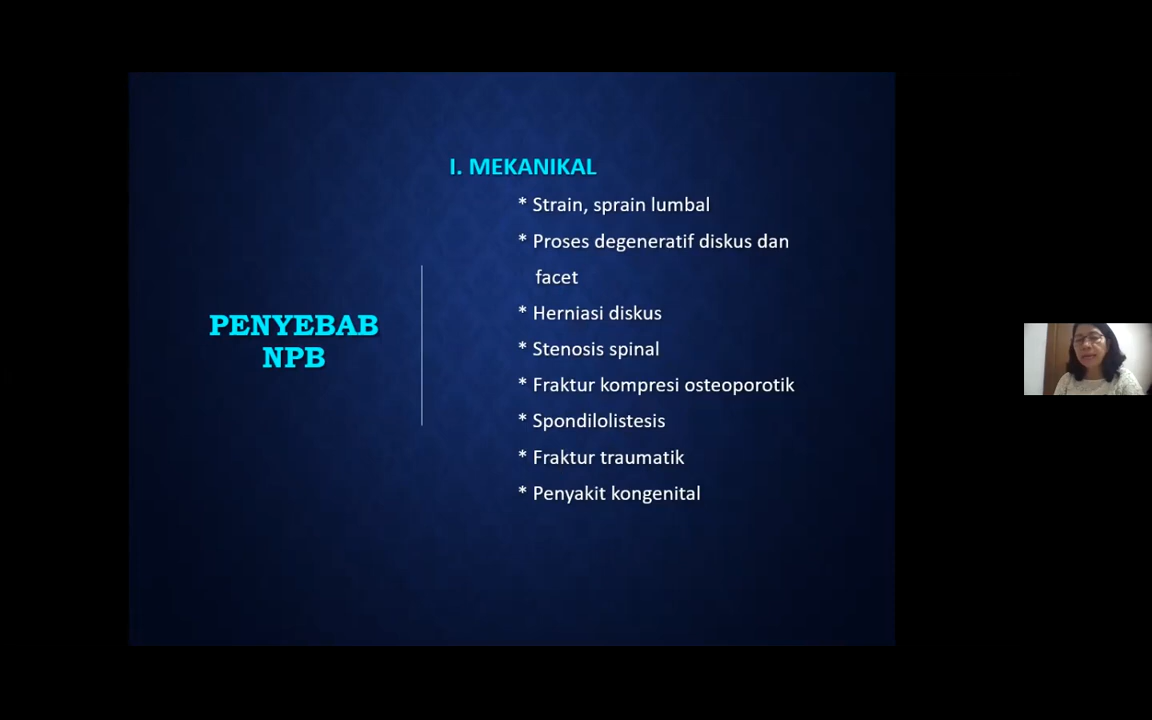 PENYEBAB
NPB
I. MEKANIKAL
* Strain, sprain lumbal
* Proses degeneratif diskus dan
facet
* Herniasi diskus
* Stenosis spinal
* Fraktur kompresi osteoporotik
* Spondilolistesis
* Fraktur traumatik
* Penyakit kongenital